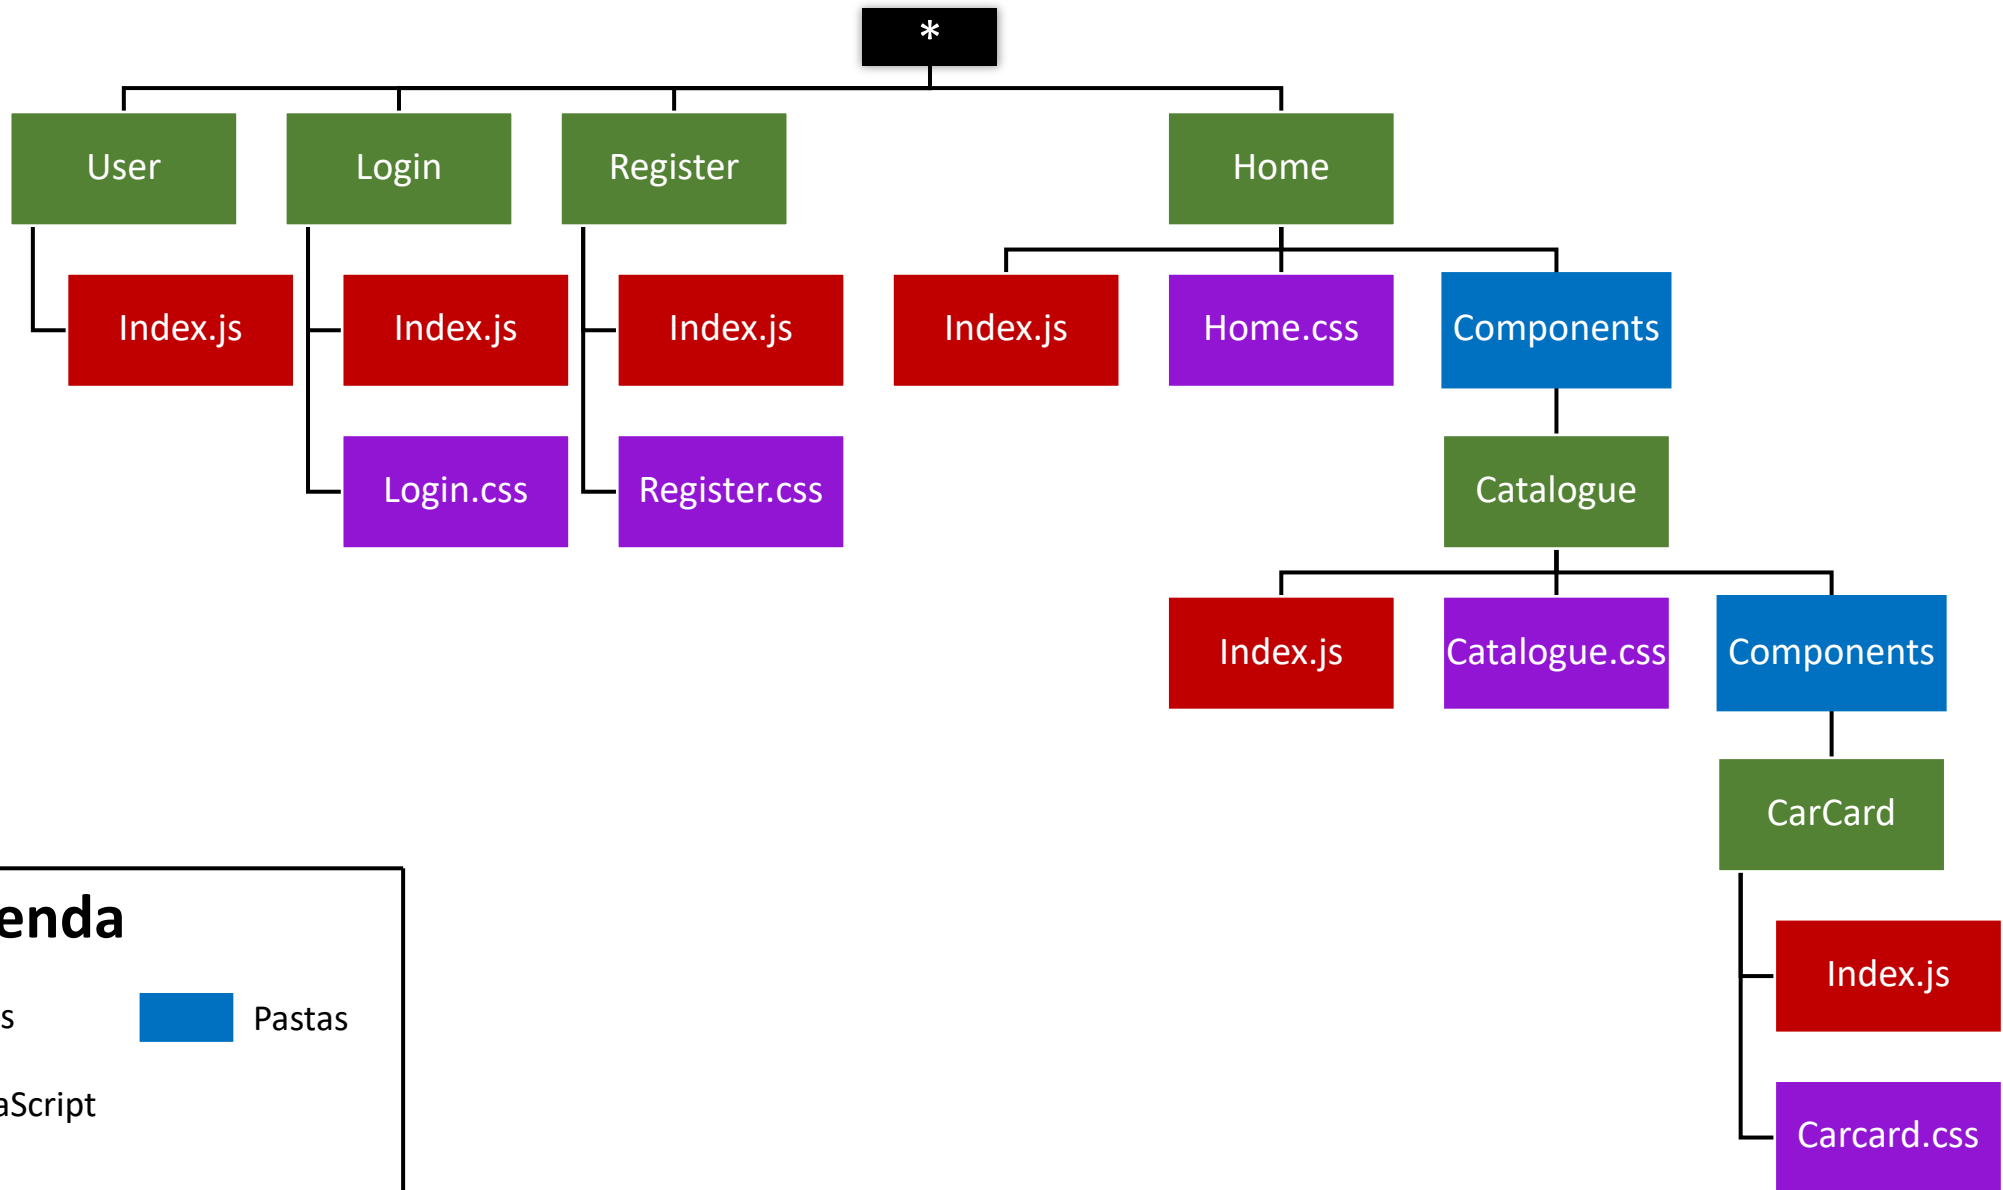 *
User
Login
Register
Home
Index.js
Index.js
Index.js
Index.js
Home.css
Components
Login.css
Register.css
Catalogue
Index.js
Catalogue.css
Components
CarCard
enda
s
Pastas
Index.js
aScript
Carcard.css